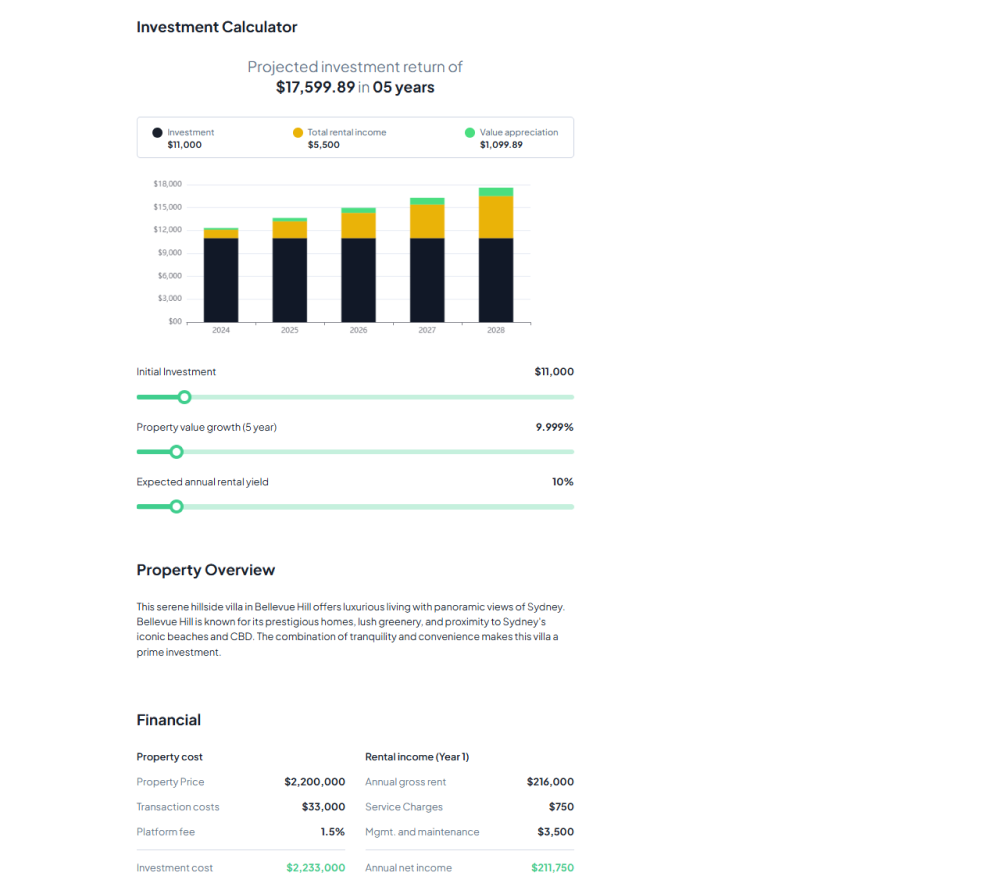 Investment Calculator
Projected investment return of
$17,599.89 in 05 years
Investment
$11,000
Total rental income
$5,500
Value appreciation
$1,099.89
$18,000
$15,000
$12,000
$9,000
$6,000
$3,000
$00
2024 2025 2026 2027 2028
Initial Investment $11,000
Property value growth (5 year) 9.999%
Expected annual rental yield 10%
Property Overview
This serene hillside villa in Bellevue Hill offers luxurious living with panoramic views of Sydney.
Bellevue Hill is known for its prestigious homes, lush greenery, and proximity to Sydney's
iconic beaches and CBD. The combination of tranquility and convenience makes this villa a
prime investment.
Financial
Property cost
Property Price $2,200,000
Transaction costs $33,000
Platform fee 1.5%
Investment cost $2,233,000
Rental income (Year 1)
Annual gross rent $216,000
Service Charges $750
Mgmt. and maintenance $3,500
Annual net income $211,750